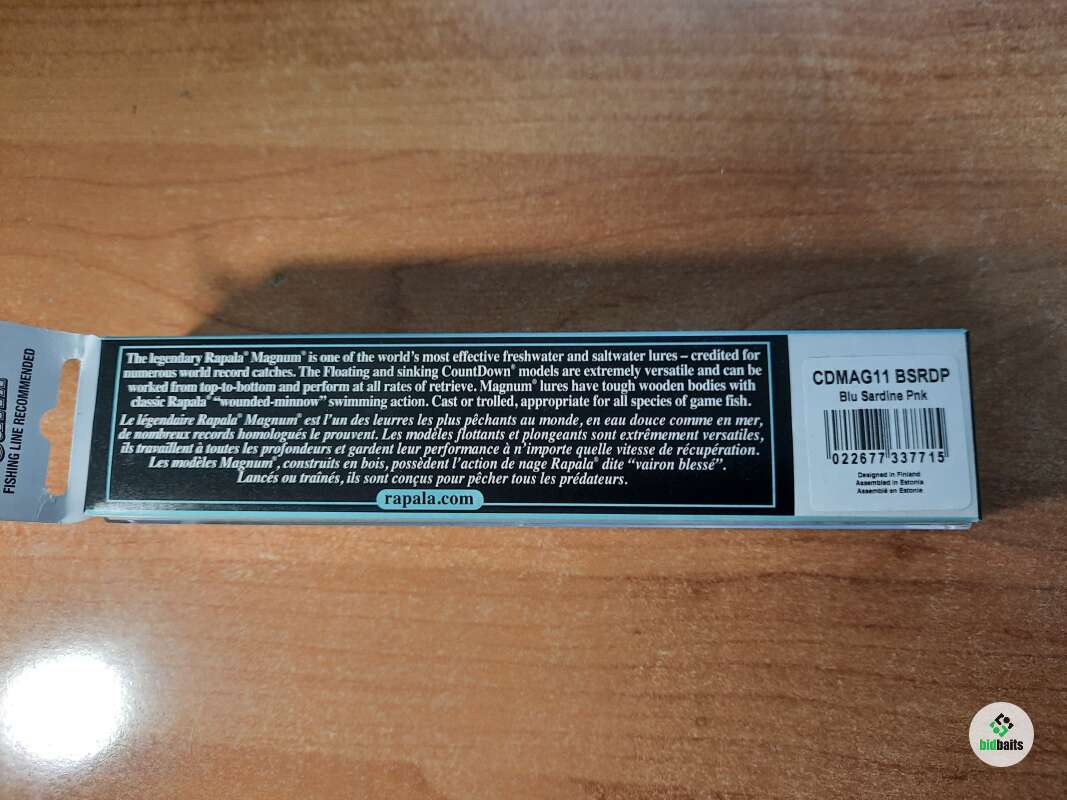 FISHING LINE RECOMMENDED
The legendary Rapala® Magnum® is one of the world's most effective freshwater and saltwater lures – credited for
numerous world record catches. The Floating and sinking CountDown® models are extremely versatile and can be
worked from top-to-bottom and perform at all rates of retrieve. Magnum® lures have tough wooden bodies with
classic Rapala® “wounded-minnow” swimming action. Cast or trolled, appropriate for all species of game fish.
Le légendaire Rapala® Magnum® est l'un des leurres les plus pêchants au monde, en eau douce comme en mer,
de nombreux records homologués le prouvent. Les modèles flottants et plongeants sont extrêmement versatiles,
ils travaillent à toutes les profondeurs et gardent leur performance à n'importe quelle vitesse de récupération.
Les modèles Magnum®, construits en bois, possèdent l'action de nage Rapala® dite “vairon blessé”.
Lancés ou traînés, ils sont conçus pour pêcher tous les prédateurs.
rapala.com
CDMAG11 BSRDP
Blu Sardine Pnk
0 22677 33771 5
Designed in Finland
Assembled in Estonia
Assemblé en Estonie
bidbaits